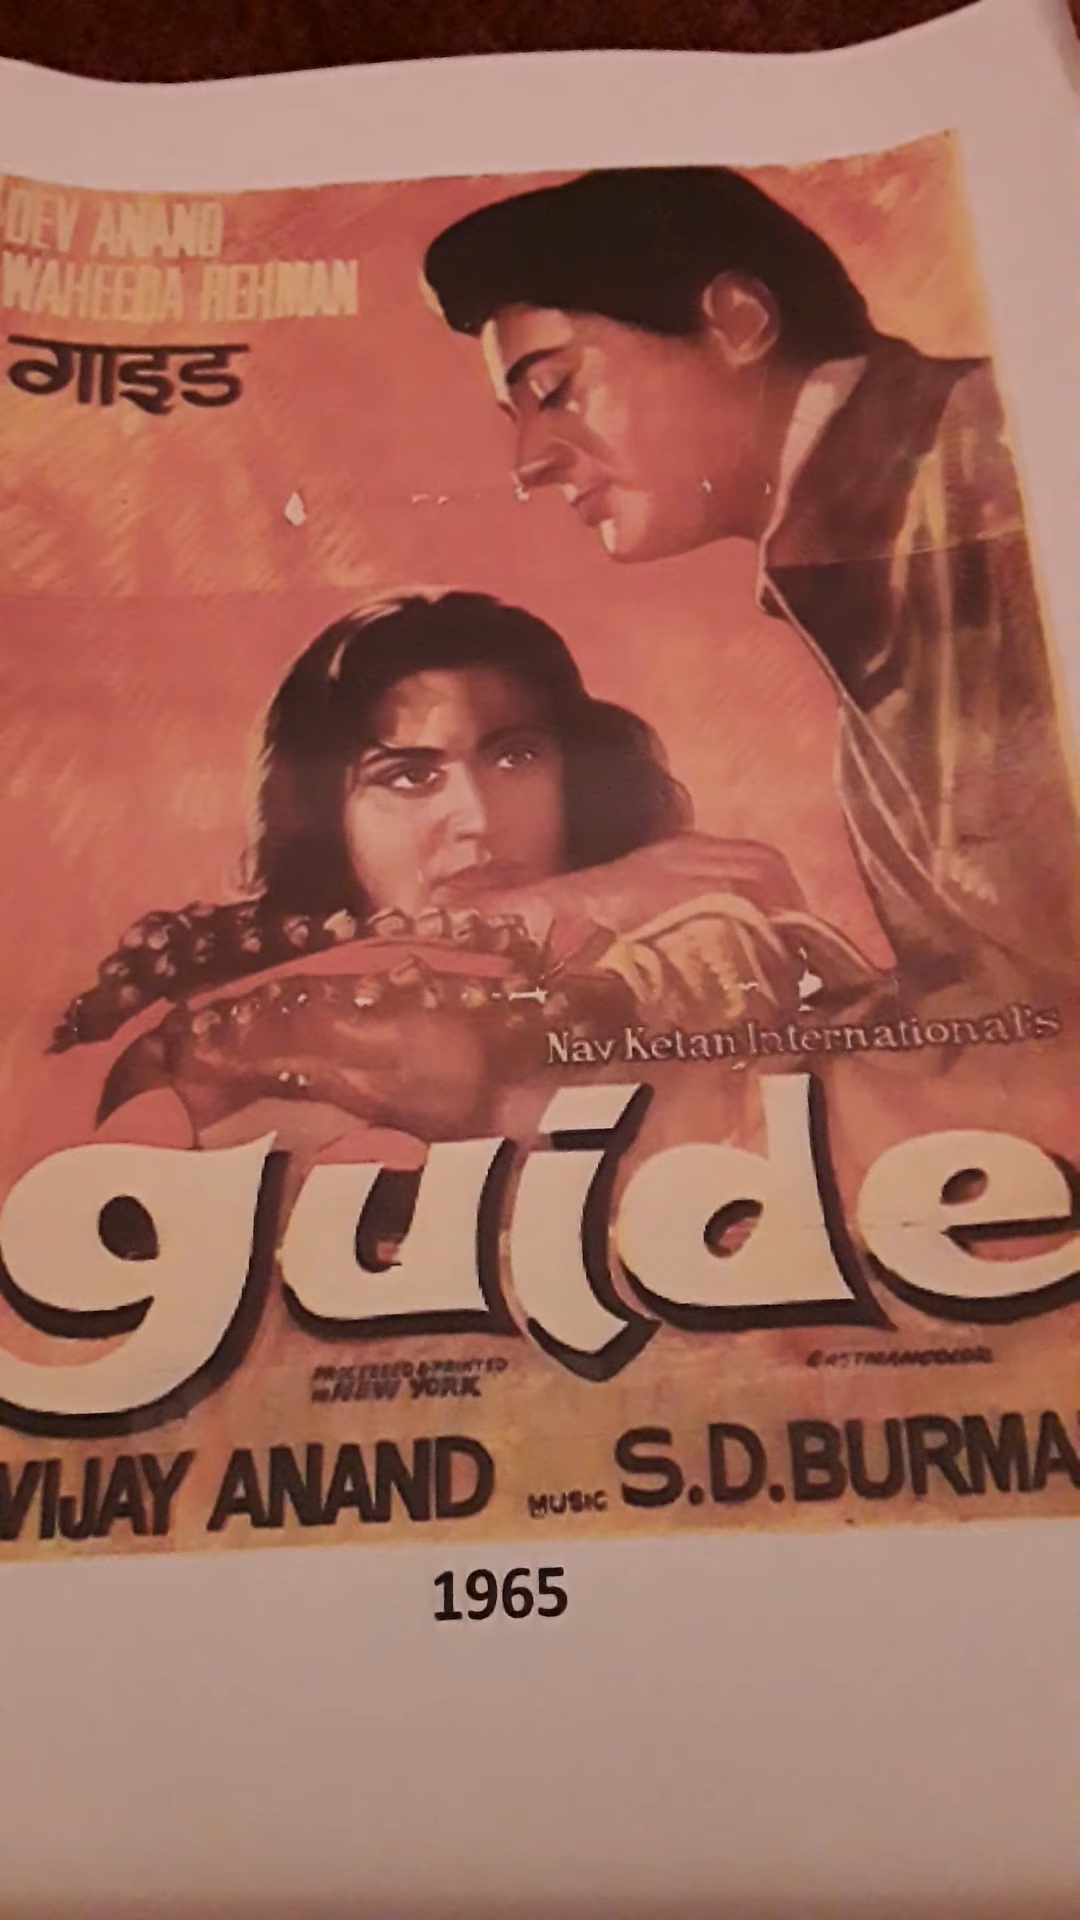 DEV ANAND
WAHEEDA REHMAN
गाइड
Nav Ketan International's
guide
PROCESSED & PRINTED
IN NEW YORK
EASTMANCOLOR
VIJAY ANAND MUSIC S.D.BURMA
1965